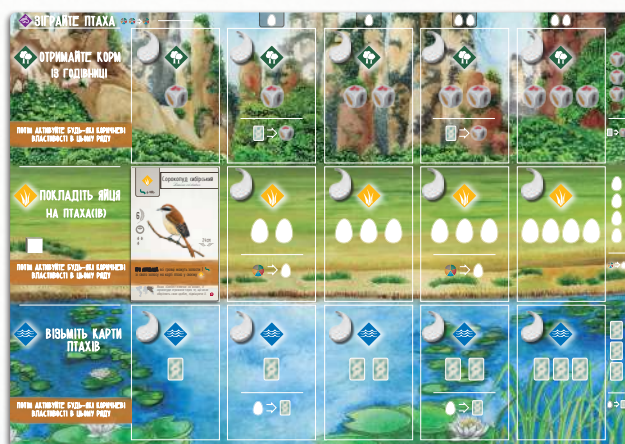 ЗІГРАЙТЕ ПТАХА
ОТРИМАЙТЕ КОРМ
ІЗ ГОДІВНИЦІ
ПОТІМ АКТИВУЙТЕ БУДЬ-ЯКІ КОРИЧНЕВІ
ВЛАСТИВОСТІ В ЦЬОМУ РЯДУ
ПОКЛАДІТЬ ЯЙЦЯ
НА ПТАХА(ІВ)
ПОТІМ АКТИВУЙТЕ БУДЬ-ЯКІ КОРИЧНЕВІ
ВЛАСТИВОСТІ В ЦЬОМУ РЯДУ
Сорокопуд сибірський
6
ВІЗЬМІТЬ КАРТИ
ПТАХІВ
ПОТІМ АКТИВУЙТЕ БУДЬ-ЯКІ КОРИЧНЕВІ
ВЛАСТИВОСТІ В ЦЬОМУ РЯДУ